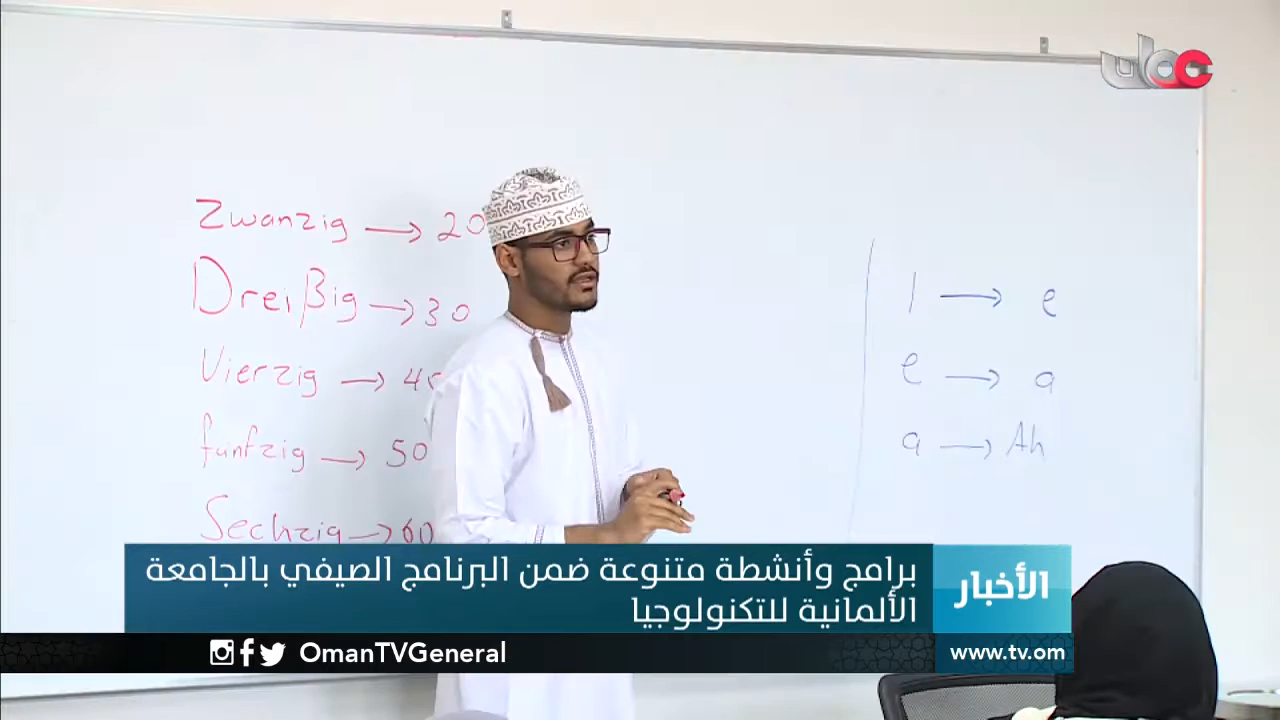 عمان
Zwanzig → 20
Dreißig → 30
Vierzig → 40
fünfzig → 50
Sechzig → 60
I → e
e → a
a → Ah
الأخبار
برامج وأنشطة متنوعة ضمن البرنامج الصيفي بالجامعة
الألمانية للتكنولوجيا
OmanTVGeneral
www.tv.om